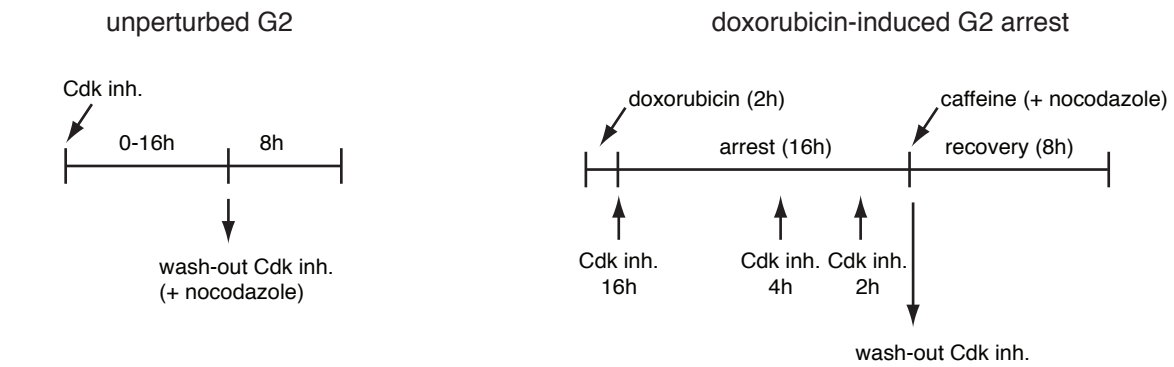 unperturbed G2
Cdk inh.
0-16h
8h
wash-out Cdk inh.
(+ nocodazole)
doxorubicin-induced G2 arrest
doxorubicin (2h)
caffeine (+ nocodazole)
arrest (16h)
recovery (8h)
Cdk inh.
16h
Cdk inh.
4h
Cdk inh.
2h
wash-out Cdk inh.